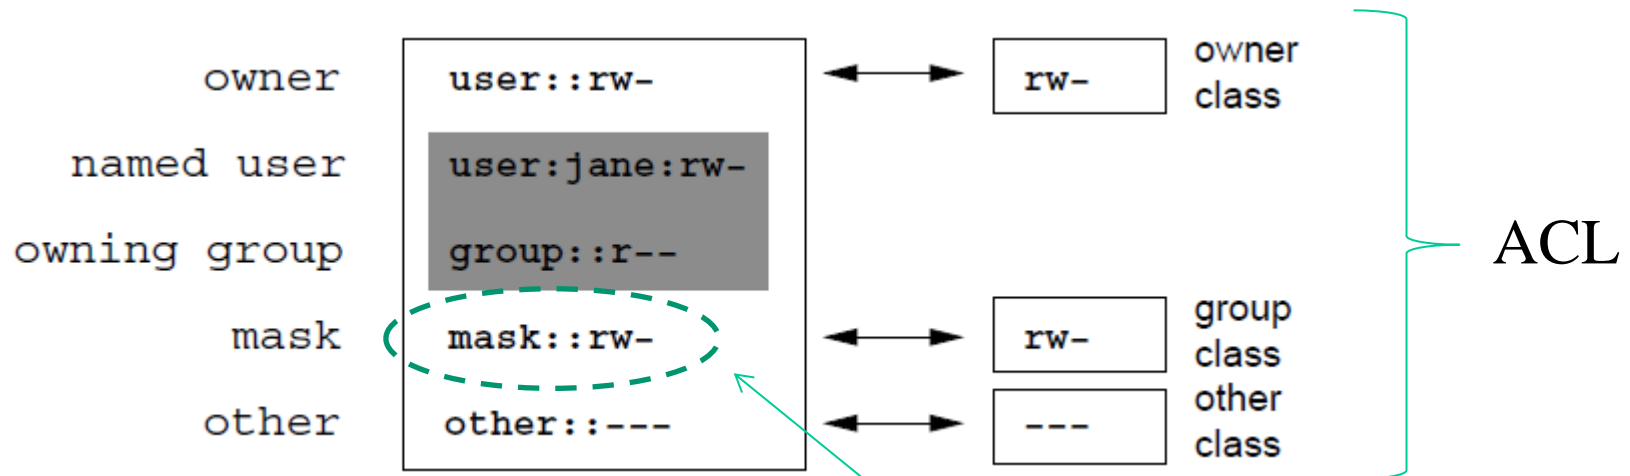 owner user::rw- rw- owner class
named user user:jane:rw-
owning group group::r--
ACL
mask mask::rw- rw- group class
other other::--- --- other class